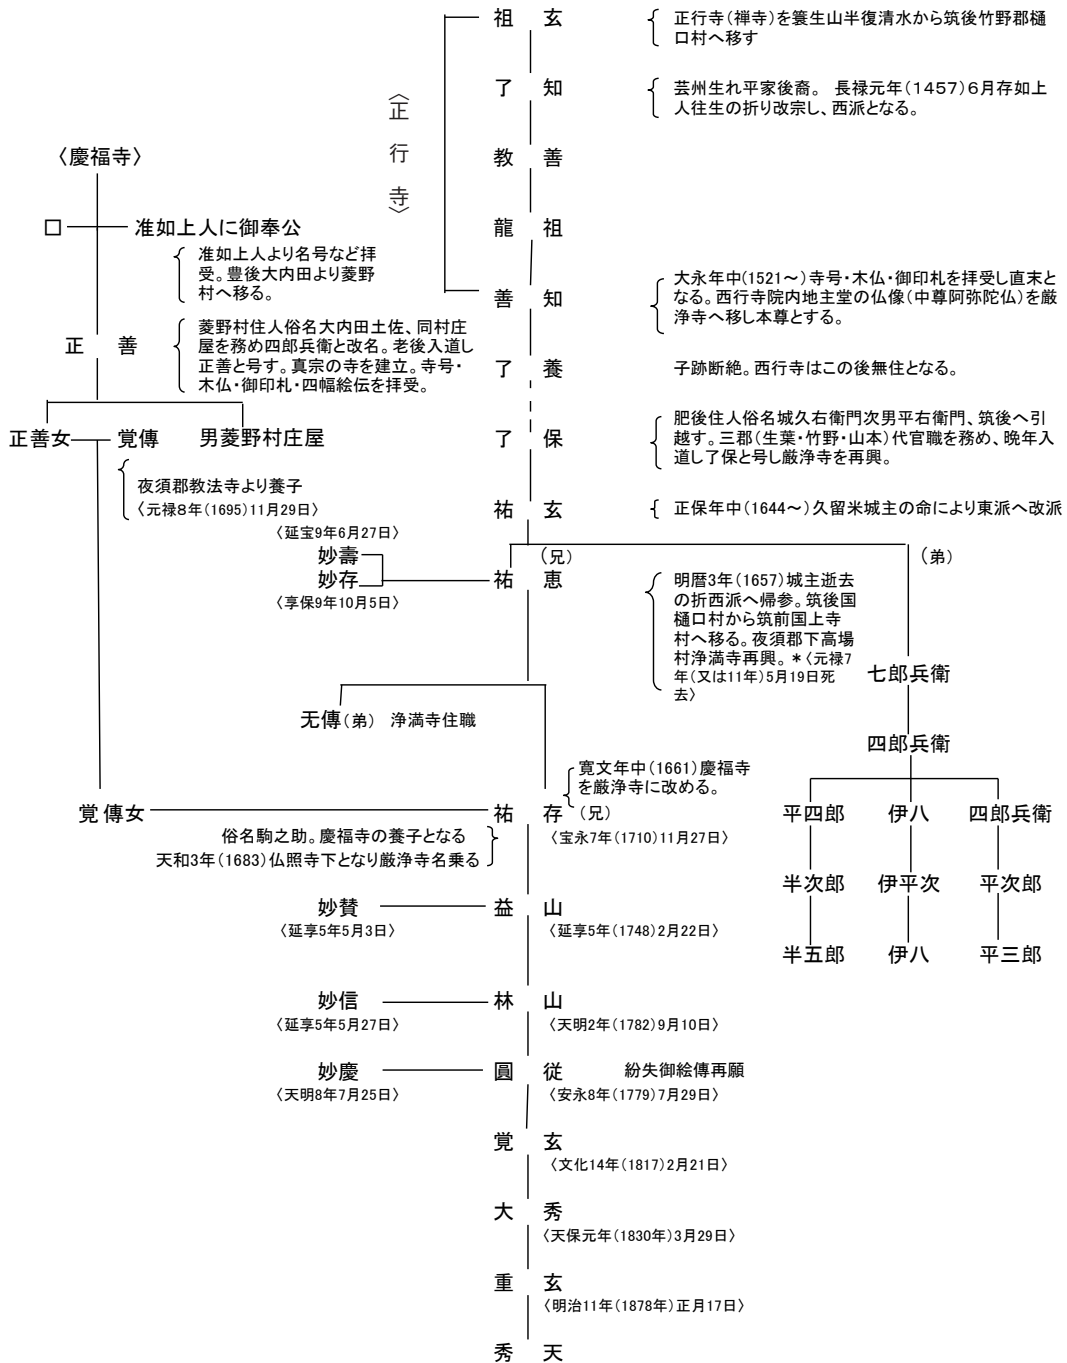 祖玄
正行寺(禅寺)を簑生山半復清水から筑後竹野郡樋
口村へ移す
〈正行寺〉
了知
芸州生れ平家後裔。 長禄元年(1457)6月存如上
人往生の折り改宗し、西派となる。
教善
龍祖
善知
大永年中(1521~)寺号・木仏・御印札を拝受し直末と
なる。西行寺院内地主堂の仏像(中尊阿弥陀仏)を厳
浄寺へ移し本尊とする。
了養
子跡断絶。西行寺はこの後無住となる。
了保
肥後住人俗名城久右衛門次男平右衛門、筑後へ引
越す。三郡(生葉・竹野・山本)代官職を務め、晩年入
道し了保と号し厳浄寺を再興。
祐玄
正保年中(1644~)久留米城主の命により東派へ改派
〈慶福寺〉
口
准如上人に御奉公
准如上人より名号など拝
受。豊後大内田より菱野
村へ移る。
正善
菱野村住人俗名大内田土佐、同村庄
屋を務め四郎兵衛と改名。老後入道し
正善と号す。真宗の寺を建立。寺号・
木仏・御印札・四幅絵伝を拝受。
正善女
覚傳
男菱野村庄屋
夜須郡教法寺より養子
〈元禄8年(1695)11月29日〉
〈延宝9年6月27日〉
妙壽
妙存
〈享保9年10月5日〉
(兄)
祐恵
明暦3年(1657)城主逝去
の折西派へ帰参。筑後国
樋口村から筑前国上寺
村へ移る。夜須郡下高場
村浄満寺再興。*〈元禄7
年(又は11年)5月19日死
去〉
(弟)
七郎兵衛
四郎兵衛
平四郎 伊八 四郎兵衛
半次郎 伊平次 平次郎
半五郎 伊八 平三郎
无傳(弟) 浄満寺住職
寛文年中(1661)慶福寺
を厳浄寺に改める。
覚傳女
祐存
(兄)
〈宝永7年(1710)11月27日〉
俗名駒之助。慶福寺の養子となる
天和3年(1683)仏照寺下となり厳浄寺名乗る
妙賛
〈延享5年5月3日〉
益山
〈延享5年(1748)2月22日〉
妙信
〈延享5年5月27日〉
林山
〈天明2年(1782)9月10日〉
妙慶
〈天明8年7月25日〉
圓従
紛失御絵傳再願
〈安永8年(1779)7月29日〉
覚玄
〈文化14年(1817)2月21日〉
大秀
〈天保元年(1830年)3月29日〉
重玄
〈明治11年(1878年)正月17日〉
秀天